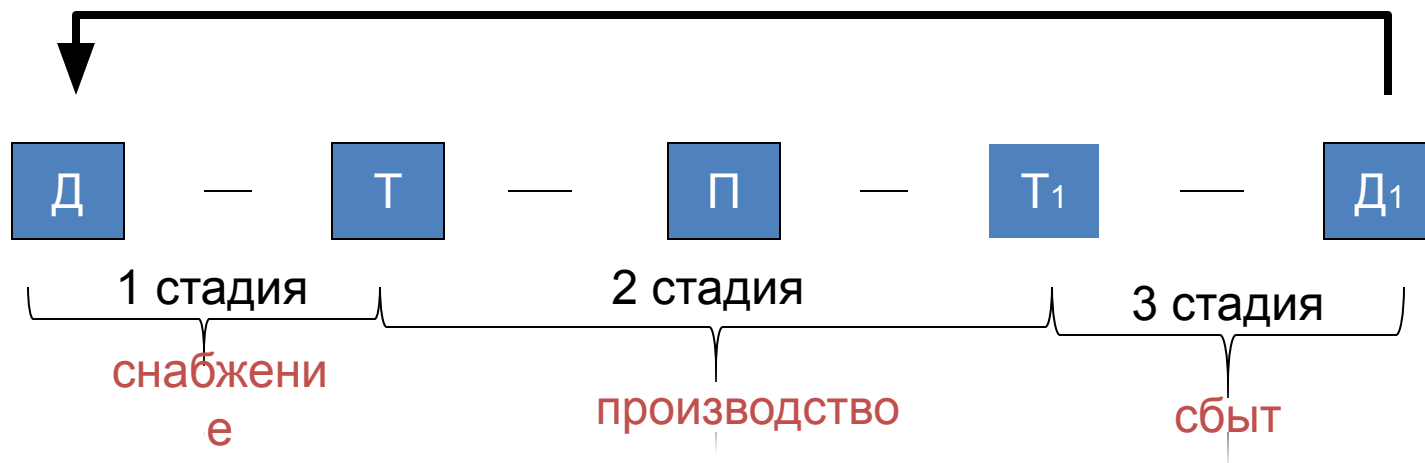 Д — Т — П — Т1 — Д1
1 стадия 2 стадия 3 стадия
снабжени
е
производство
сбыт